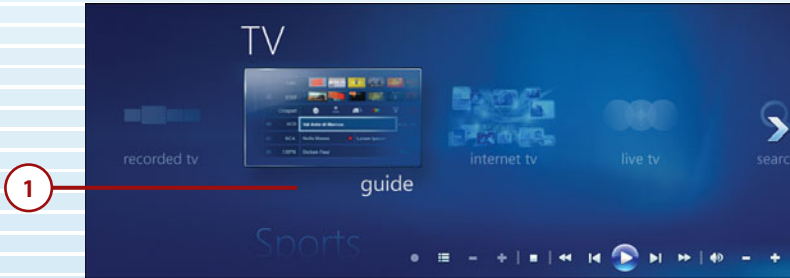 TV
recorded tv
guide
internet tv
live tv
searc
1
Sports